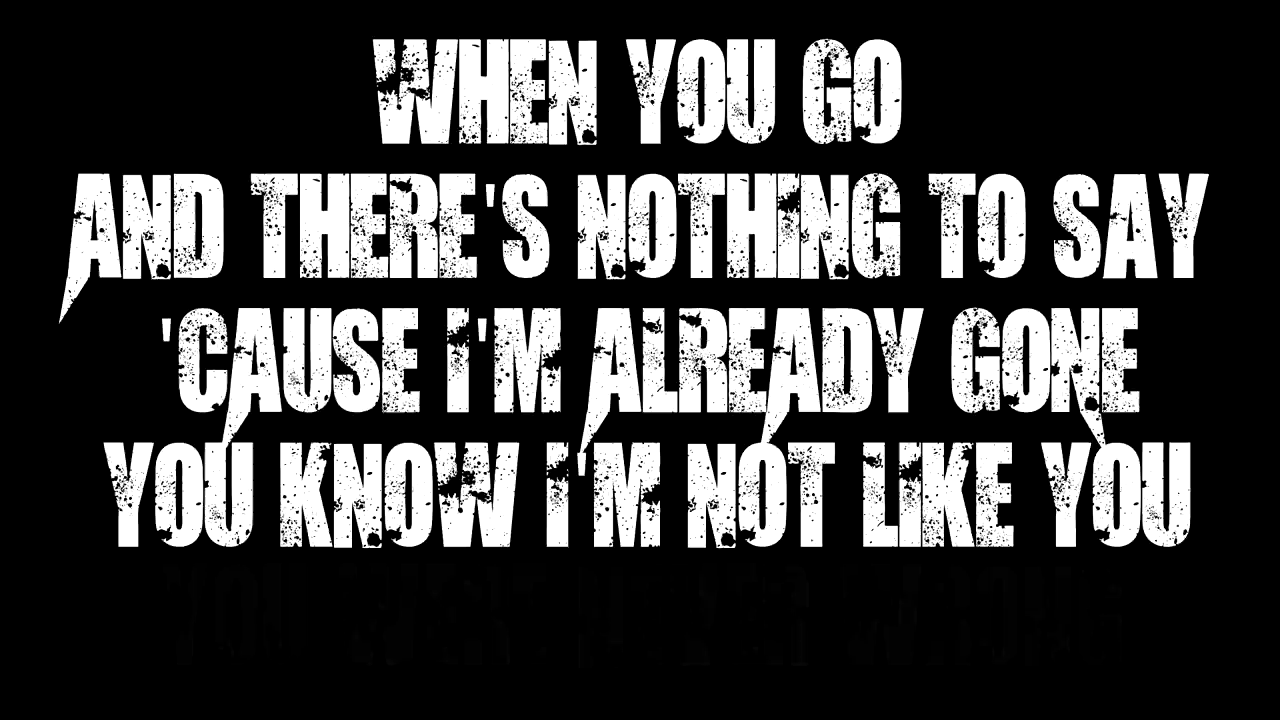 WHEN YOU GO
AND THERE'S NOTHING TO SAY
'CAUSE I'M ALREADY GONE
YOU KNOW I'M NOT LIKE YOU